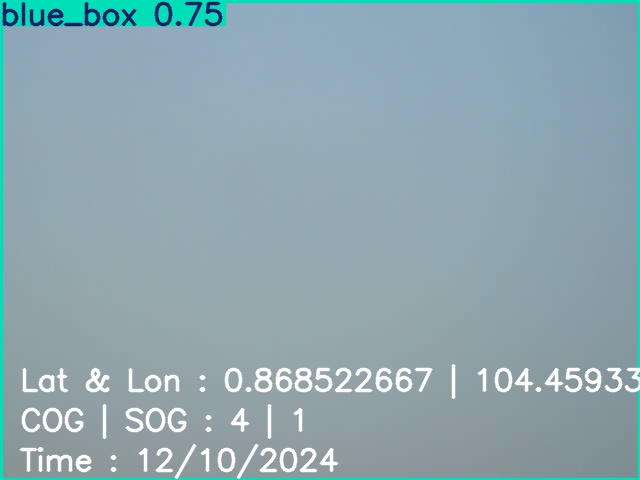 blue_box 0.75
Lat & Lon : 0.868522667 | 104.45933
COG | SOG : 4 | 1
Time : 12/10/2024